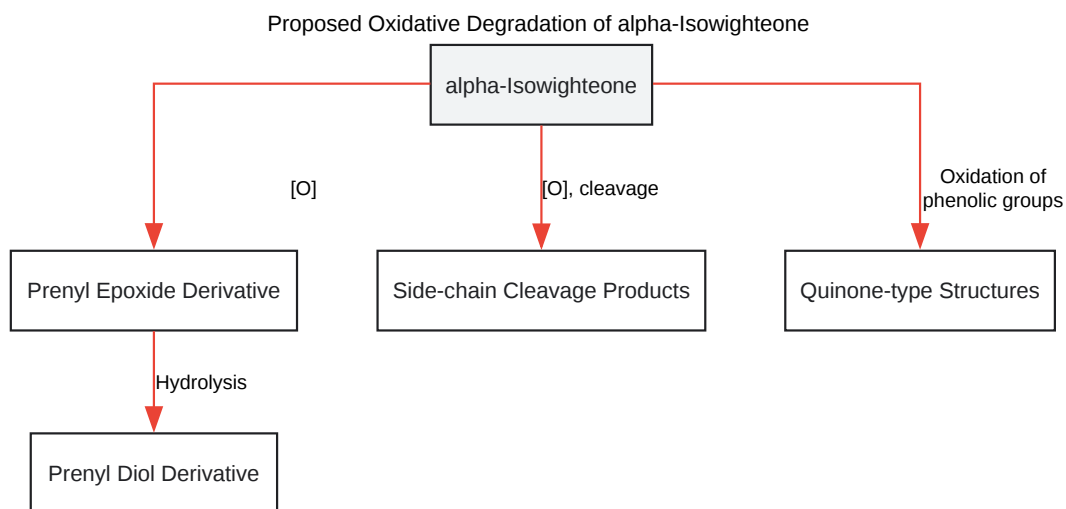 Proposed Oxidative Degradation of alpha-Isowighteone
alpha-Isowighteone
[O]
[O], cleavage
Oxidation of
phenolic groups
Prenyl Epoxide Derivative
Side-chain Cleavage Products
Quinone-type Structures
Hydrolysis
Prenyl Diol Derivative